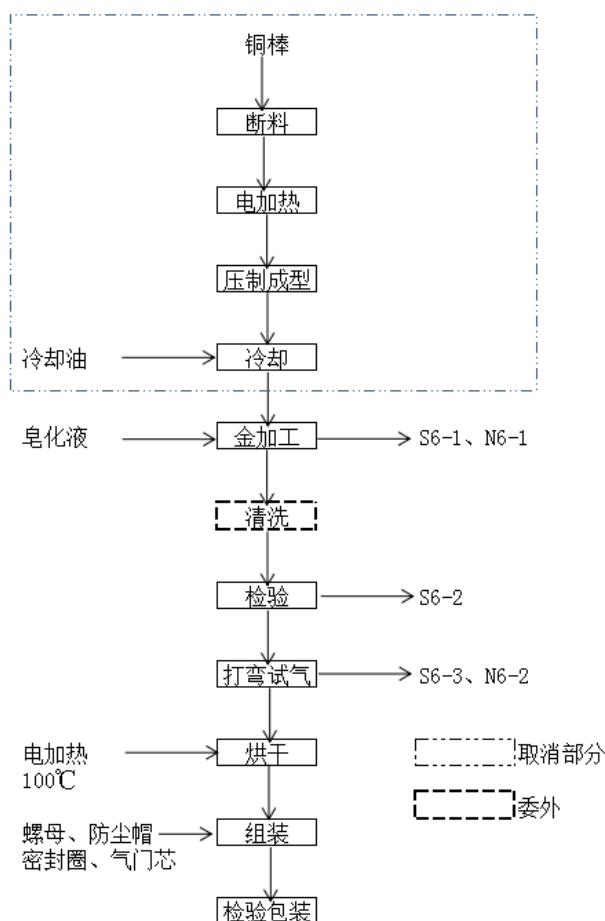 铜棒
断料
电加热
压制成型
冷却油
冷却
皂化液
金加工
S6-1、N6-1
清洗
检验
S6-2
打弯试气
S6-3、N6-2
电加热
100℃
烘干
取消部分
委外
螺母、防尘帽
密封圈、气门芯
组装
检验包装